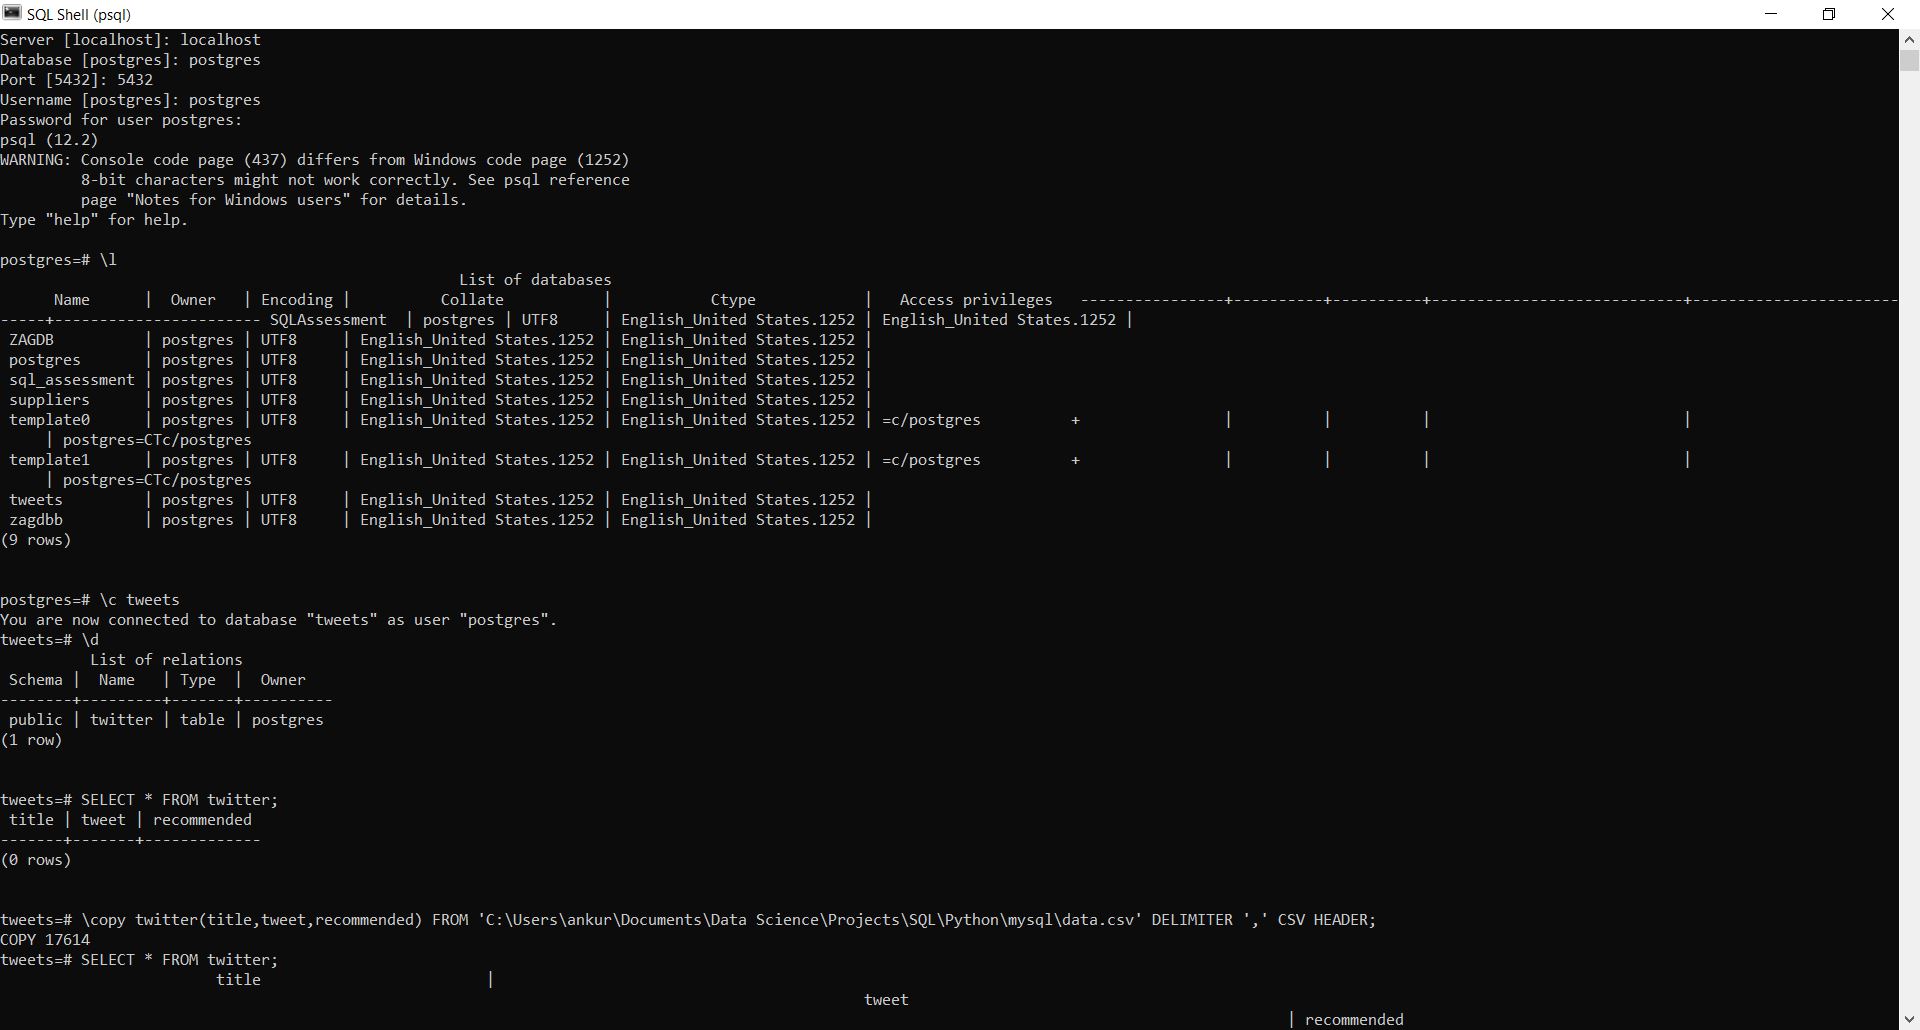 SQL Shell (psql)
Server [localhost]: localhost
Database [postgres]: postgres
Port [5432]: 5432
Username [postgres]: postgres
Password for user postgres:
psql (12.2)
WARNING: Console code page (437) differs from Windows code page (1252)
         8-bit characters might not work correctly. See psql reference
         page "Notes for Windows users" for details.
Type "help" for help.
postgres=# \l
                                                   List of databases
      Name      |  Owner   | Encoding |          Collate           |           Ctype            |   Access privileges   ----------------+----------+----------+----------------------------+-----------------------
-----+----------------------- SQLAssessment  | postgres | UTF8     | English_United States.1252 | English_United States.1252 |
 ZAGDB          | postgres | UTF8     | English_United States.1252 | English_United States.1252 |
 postgres       | postgres | UTF8     | English_United States.1252 | English_United States.1252 |
 sql_assessment | postgres | UTF8     | English_United States.1252 | English_United States.1252 |
 suppliers      | postgres | UTF8     | English_United States.1252 | English_United States.1252 |
 template0      | postgres | UTF8     | English_United States.1252 | English_United States.1252 | =c/postgres          +                |          |          |                            |
     | postgres=CTc/postgres
 template1      | postgres | UTF8     | English_United States.1252 | English_United States.1252 | =c/postgres          +                |          |          |                            |
     | postgres=CTc/postgres
 tweets         | postgres | UTF8     | English_United States.1252 | English_United States.1252 |
 zagdbb         | postgres | UTF8     | English_United States.1252 | English_United States.1252 |
(9 rows)
postgres=# \c tweets
You are now connected to database "tweets" as user "postgres".
tweets=# \d
          List of relations
 Schema |  Name   | Type  |  Owner
--------+---------+-------+----------
 public | twitter | table | postgres
(1 row)
tweets=# SELECT * FROM twitter;
 title | tweet | recommended
-------+-------+-------------
(0 rows)
tweets=# \copy twitter(title,tweet,recommended) FROM 'C:\Users\ankur\Documents\Data Science\Projects\SQL\Python\mysql\data.csv' DELIMITER ',' CSV HEADER;
COPY 17614
tweets=# SELECT * FROM twitter;
                        title                         |
                                                                                                tweet
                                                                                                                                               | recommended